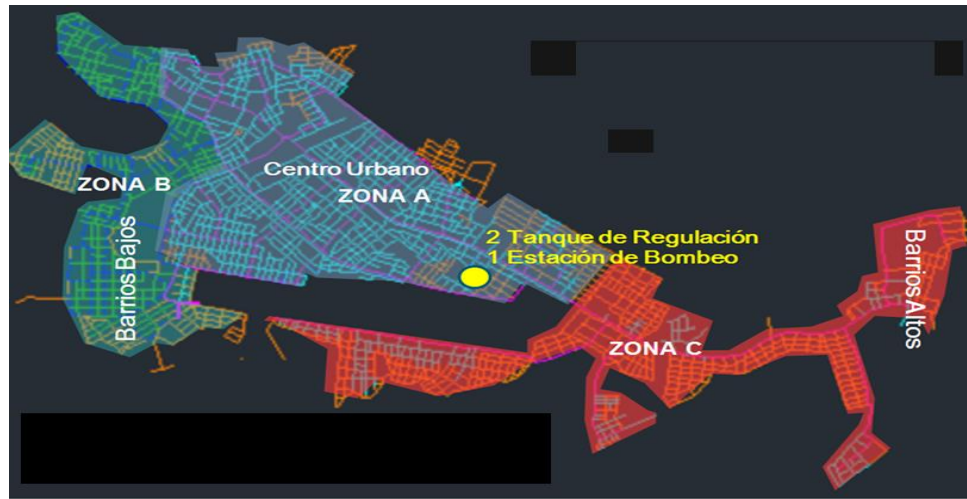 Centro Urbano
ZONA B
ZONA A
2 Tanque de Regulación
1 Estación de Bombeo
Barrios Bajos
Barrios Altos
ZONA C